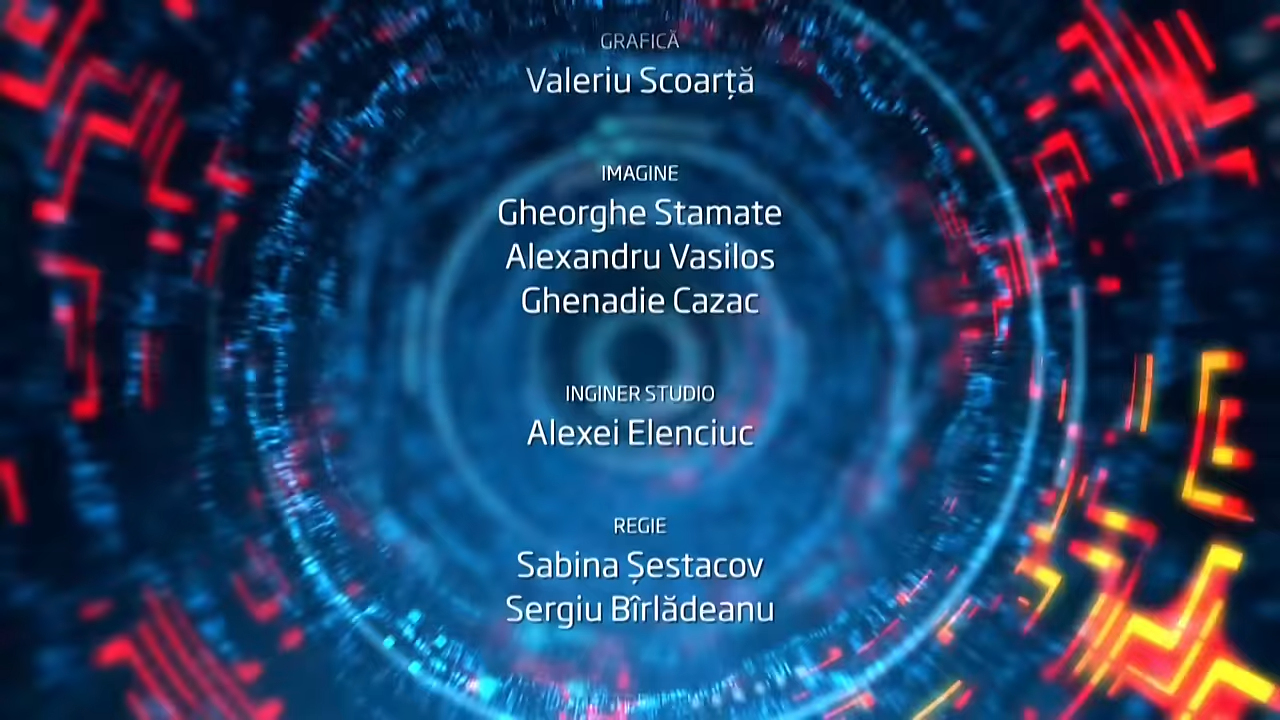 GRAFICĂ
Valeriu Scoarță
IMAGINE
Gheorghe Stamate
Alexandru Vasilos
Ghenadie Cazac
INGINER STUDIO
Alexei Elenciuc
REGIE
Sabina Șestacov
Sergiu Bîrlădeanu